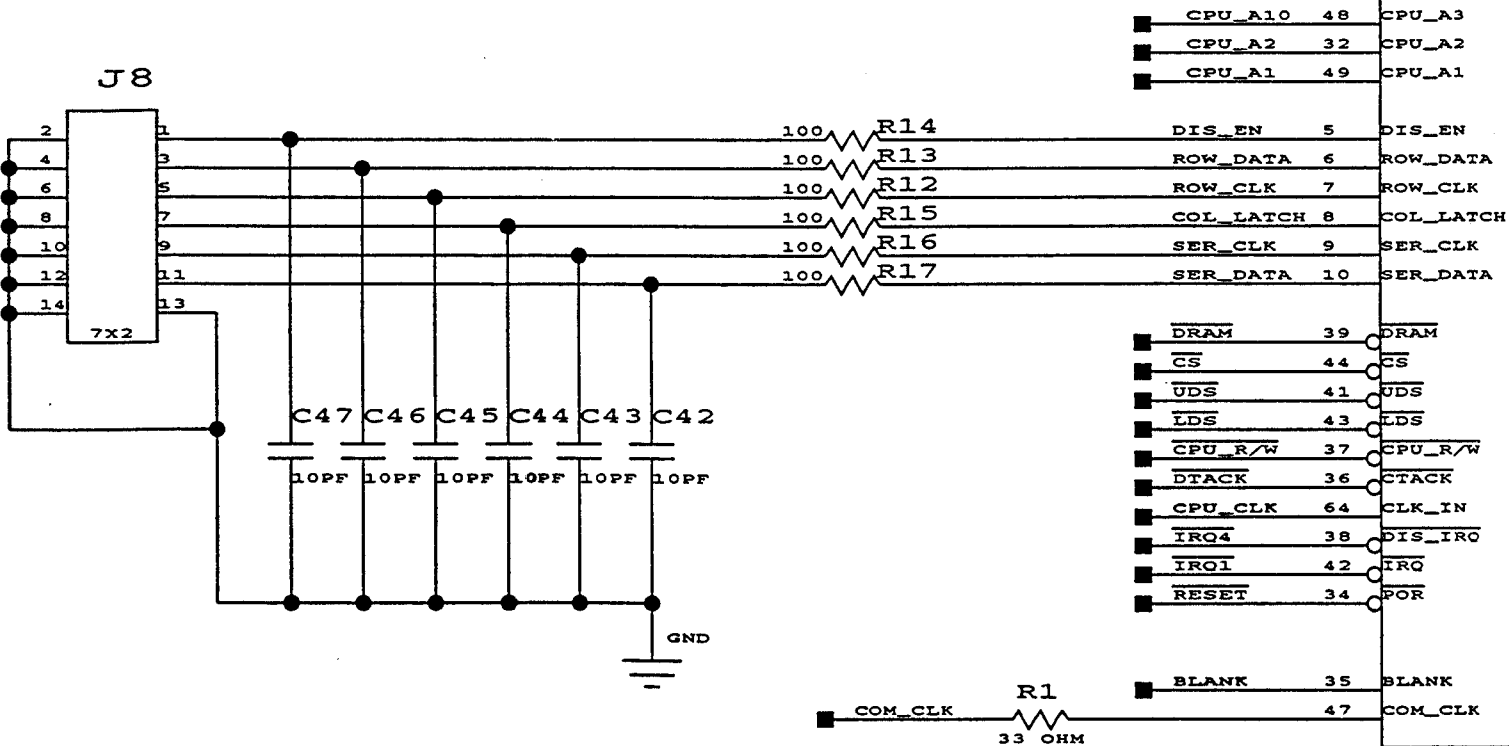 CPU_A10 48 CPU_A3
CPU_A2 32 CPU_A2
CPU_A1 49 CPU_A1
J8
2 1 100 R14 DIS_EN 5 DIS_EN
4 3 100 R13 ROW_DATA 6 ROW_DATA
6 5 100 R12 ROW_CLK 7 ROW_CLK
8 7 100 R15 COL_LATCH 8 COL_LATCH
10 9 100 R16 SER_CLK 9 SER_CLK
12 11 100 R17 SER_DATA 10 SER_DATA
14 13
7X2
DRAM 39 DRAM
CS 44 CS
UDS 41 UDS
C47 C46 C45 C44 C43 C42
LDS 43 LDS
CPU_R/W 37 CPU_R/W
10PF 10PF 10PF 10PF 10PF 10PF
DTACK 36 CTACK
CPU_CLK 64 CLK_IN
IRQ4 38 DIS_IRQ
IRQ1 42 IRQ
RESET 34 POR
GND
BLANK 35 BLANK
R1
COM_CLK 47 COM_CLK
33 OHM